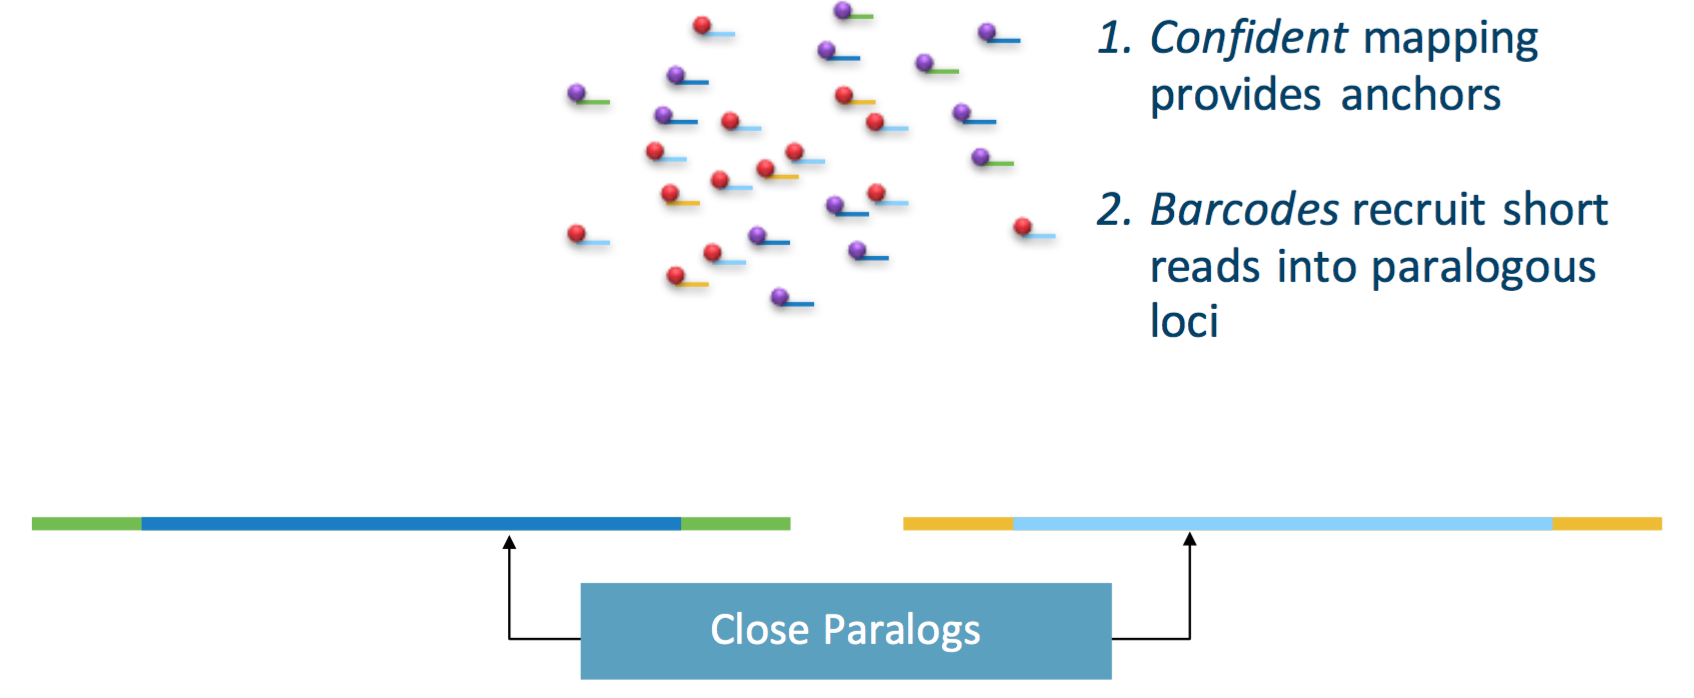 1. Confident mapping
provides anchors
2. Barcodes recruit short
reads into paralogous
loci
Close Paralogs